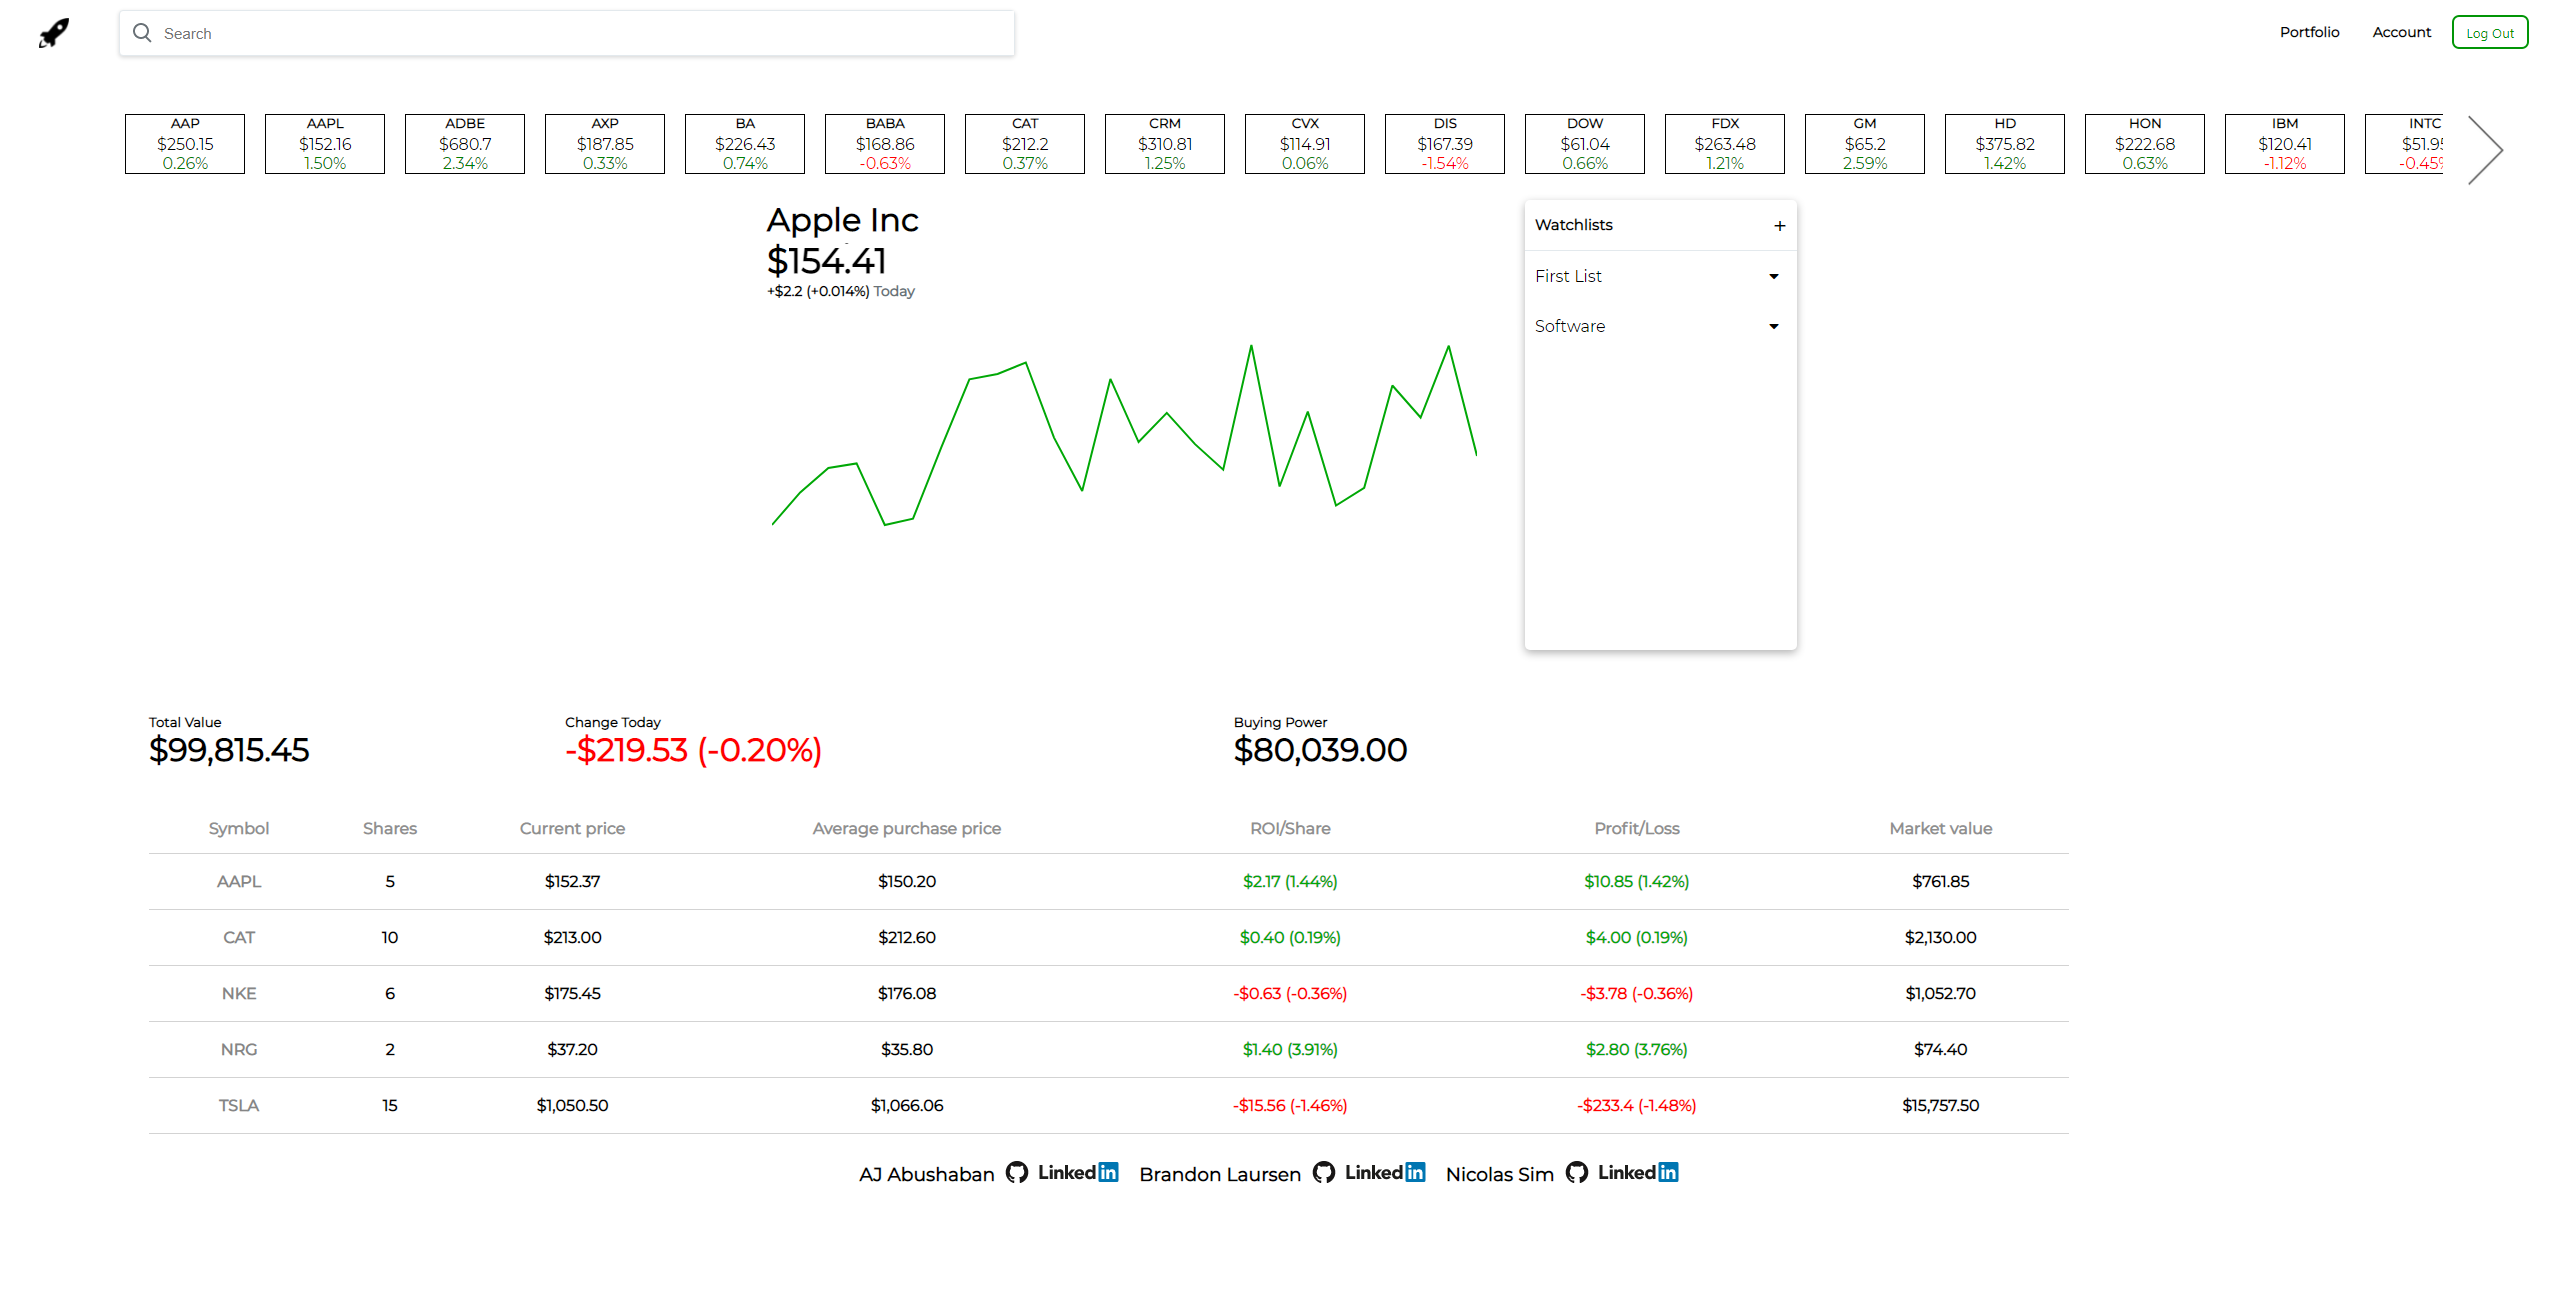 Search
Portfolio Account Log Out
AAP AAPL ADBE AXP BA BABA CAT CRM CVX DIS DOW FDX GM HD HON IBM INTC
$250.15 $152.16 $680.7 $187.85 $226.43 $168.86 $212.2 $310.81 $114.91 $167.39 $61.04 $263.48 $65.2 $375.82 $222.68 $120.41 $51.95
0.26% 1.50% 2.34% 0.33% 0.74% -0.63% 0.37% 1.25% 0.06% -1.54% 0.66% 1.21% 2.59% 1.42% 0.63% -1.12% -0.45%
Apple Inc
$154.41
+$2.2 (+0.014%) Today
Watchlists +
First List
Software
Total Value Change Today Buying Power
$99,815.45 -$219.53 (-0.20%) $80,039.00
Symbol Shares Current price Average purchase price ROI/Share Profit/Loss Market value
AAPL 5 $152.37 $150.20 $2.17 (1.44%) $10.85 (1.42%) $761.85
CAT 10 $213.00 $212.60 $0.40 (0.19%) $4.00 (0.19%) $2,130.00
NKE 6 $175.45 $176.08 -$0.63 (-0.36%) -$3.78 (-0.36%) $1,052.70
NRG 2 $37.20 $35.80 $1.40 (3.91%) $2.80 (3.76%) $74.40
TSLA 15 $1,050.50 $1,066.06 -$15.56 (-1.46%) -$233.4 (-1.48%) $15,757.50
AJ Abushaban LinkedIn Brandon Laursen LinkedIn Nicolas Sim LinkedIn